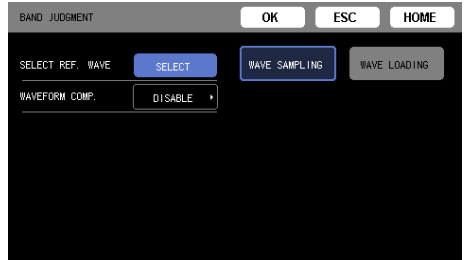 BAND JUDGMENT OK ESC HOME
SELECT REF. WAVE SELECT WAVE SAMPLING WAVE LOADING
WAVEFORM COMP. DISABLE